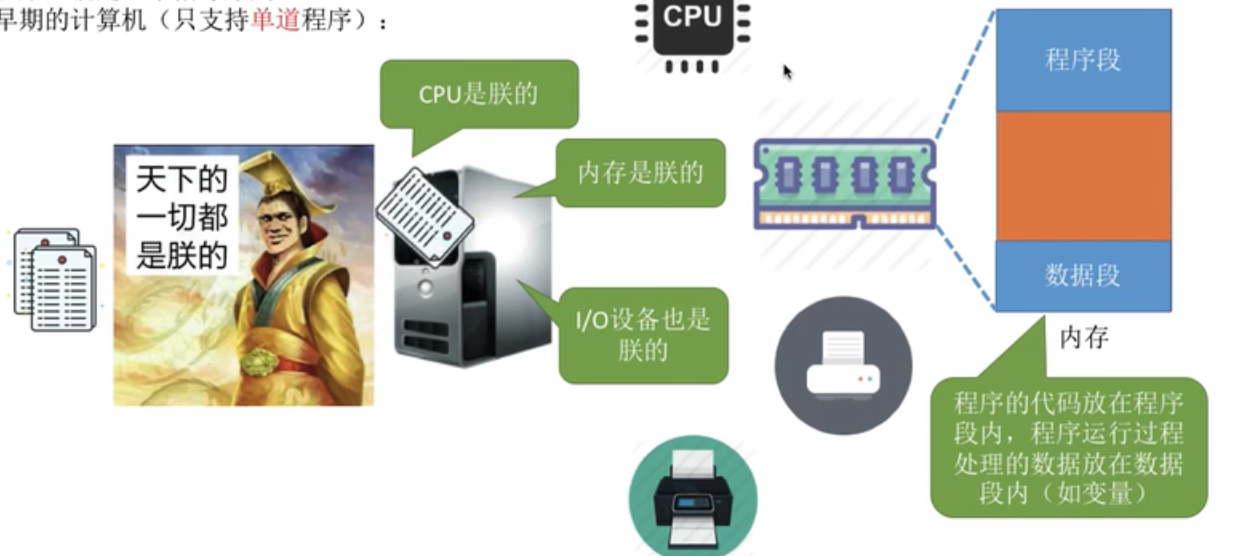 早期的计算机（只支持单道程序）：
CPU
CPU是朕的
程序段
天下的
一切都
是朕的
内存是朕的
数据段
I/O设备也是
朕的
内存
程序的代码放在程序
段内，程序运行过程
处理的数据放在数据
段内（如变量）